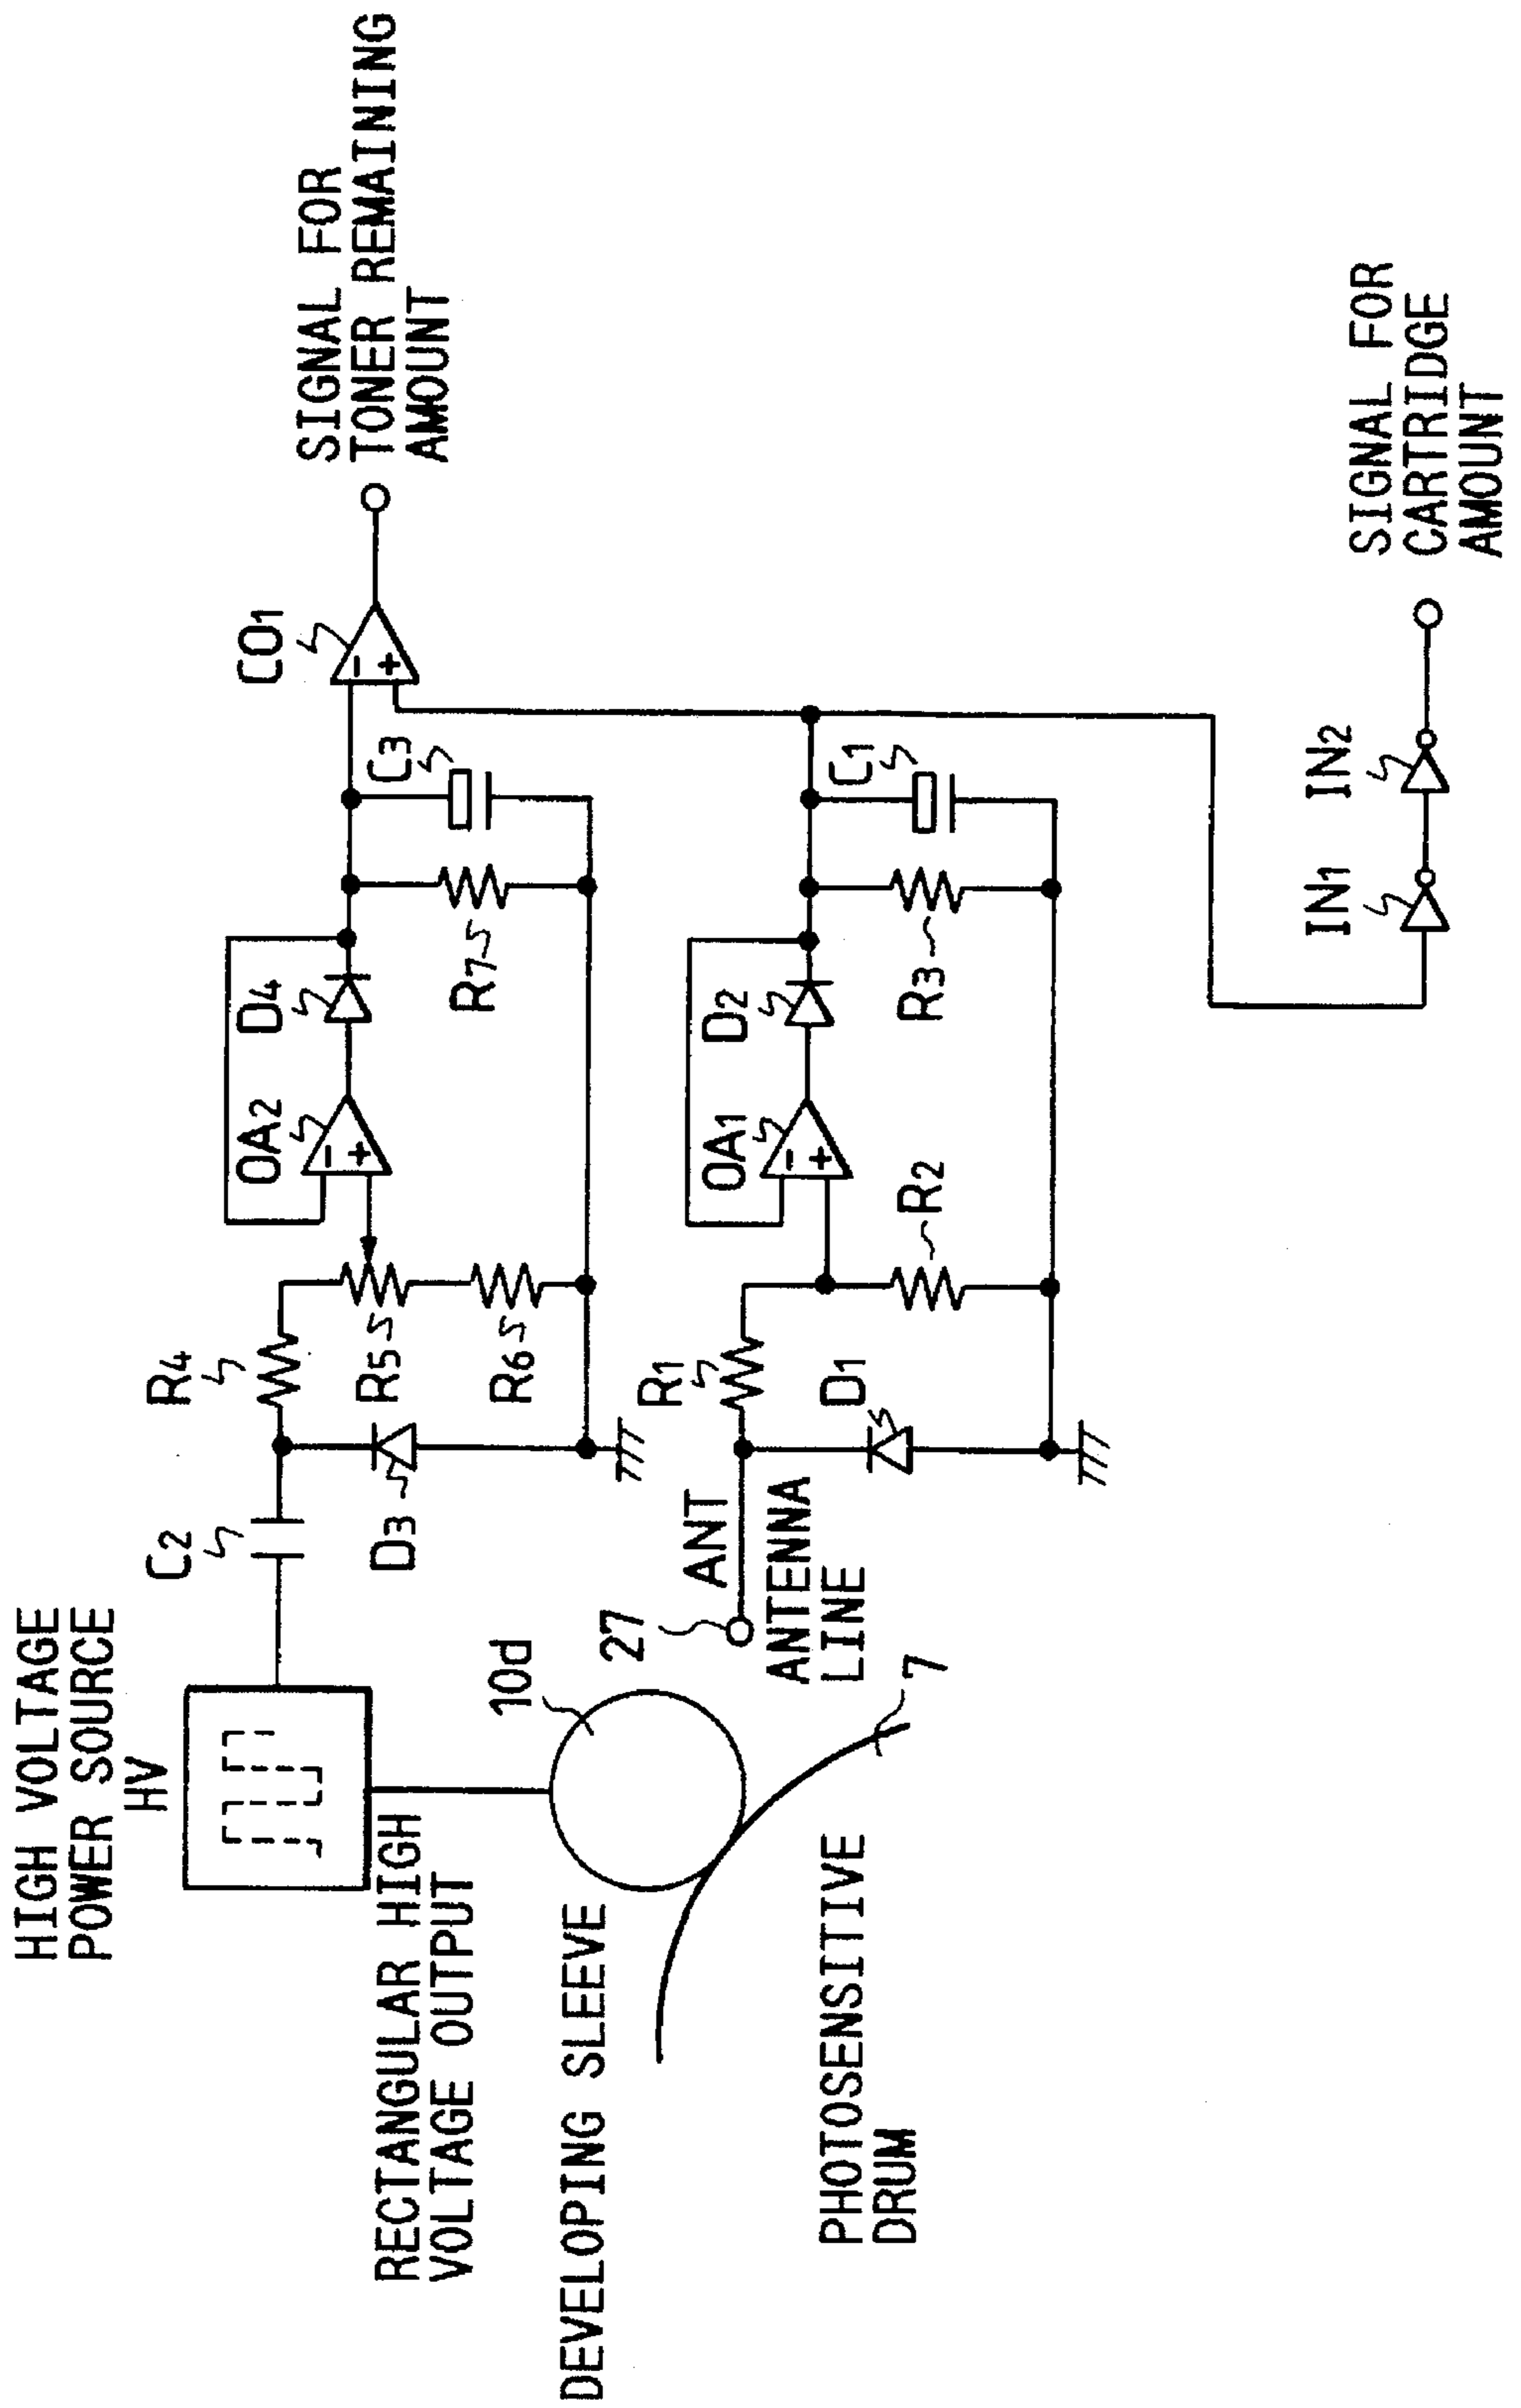 HIGH VOLTAGE
POWER SOURCE
HV
RECTANGULAR HIGH
VOLTAGE OUTPUT
DEVELOPING SLEEVE
10d
PHOTOSENSITIVE
DRUM
7
27
ANT
ANTENNA
LINE
C2
R4
D3
R5
R6
OA2
- +
D4
R7
C3
CO1
- +
SIGNAL FOR
TONER REMAINING
AMOUNT
R1
D1
R2
OA1
- +
D2
R3
C1
IN1
IN2
SIGNAL FOR
CARTRIDGE
AMOUNT